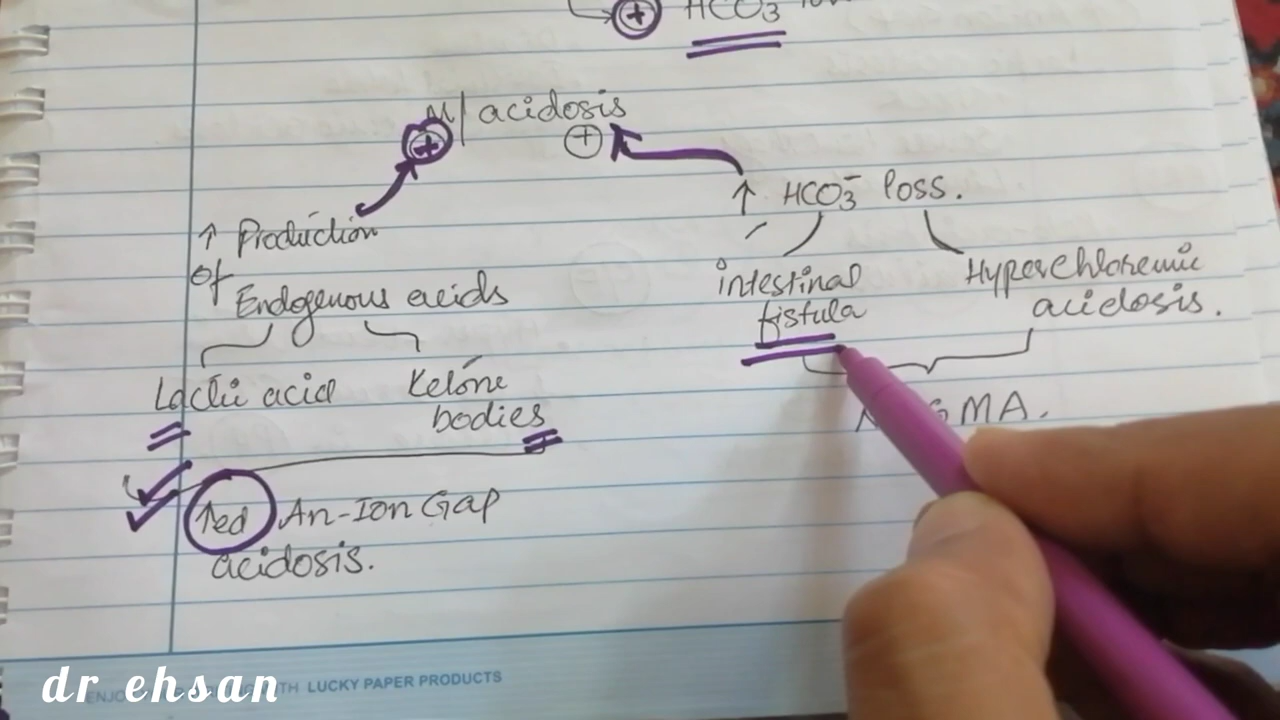 HCO3
M/ acidosis
↑ HCO3⁻ loss.
↑ Production
of
Endogenous acids
intestinal
fistula
Hyperchloremic
acidosis.
Lactic acid
Ketone
bodies
GMA.
↑ed An-Ion Gap
acidosis.
dr ehsan
LUCKY PAPER PRODUCTS